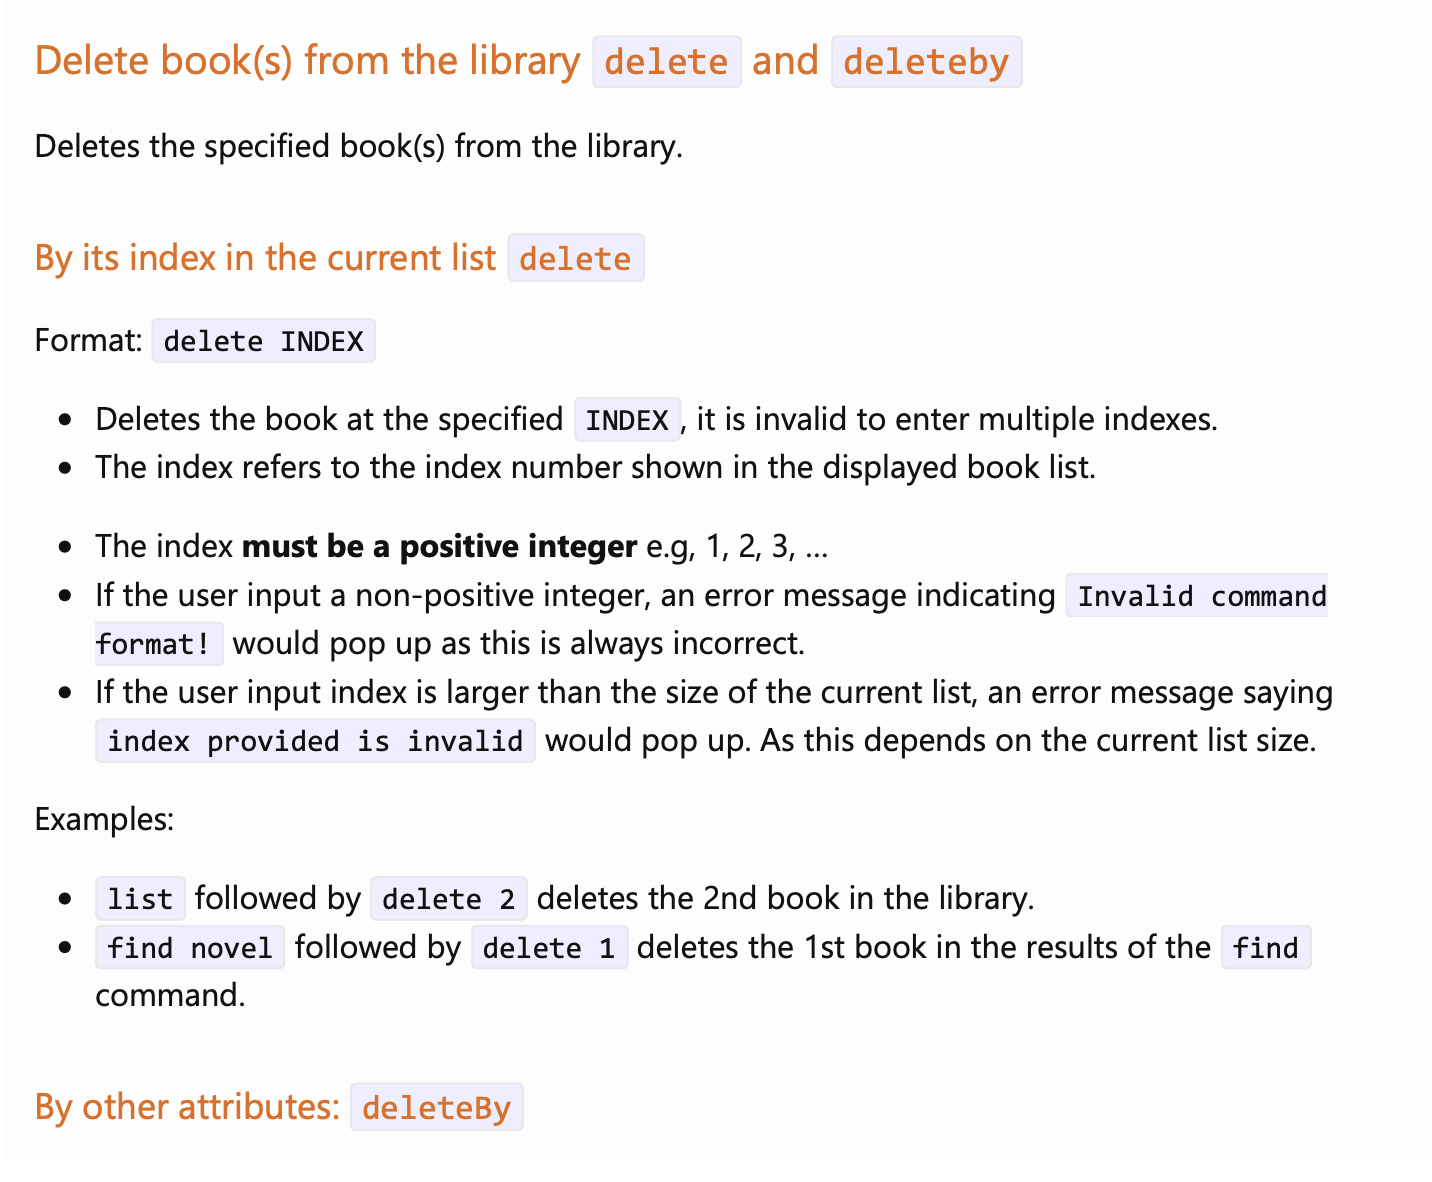 Delete book(s) from the library delete and deleteby
Deletes the specified book(s) from the library.
By its index in the current list delete
Format: delete INDEX
• Deletes the book at the specified INDEX, it is invalid to enter multiple indexes.
• The index refers to the index number shown in the displayed book list.
• The index must be a positive integer e.g, 1, 2, 3, ...
• If the user input a non-positive integer, an error message indicating Invalid command
format! would pop up as this is always incorrect.
• If the user input index is larger than the size of the current list, an error message saying
index provided is invalid would pop up. As this depends on the current list size.
Examples:
• list followed by delete 2 deletes the 2nd book in the library.
• find novel followed by delete 1 deletes the 1st book in the results of the find
command.
By other attributes: deleteBy